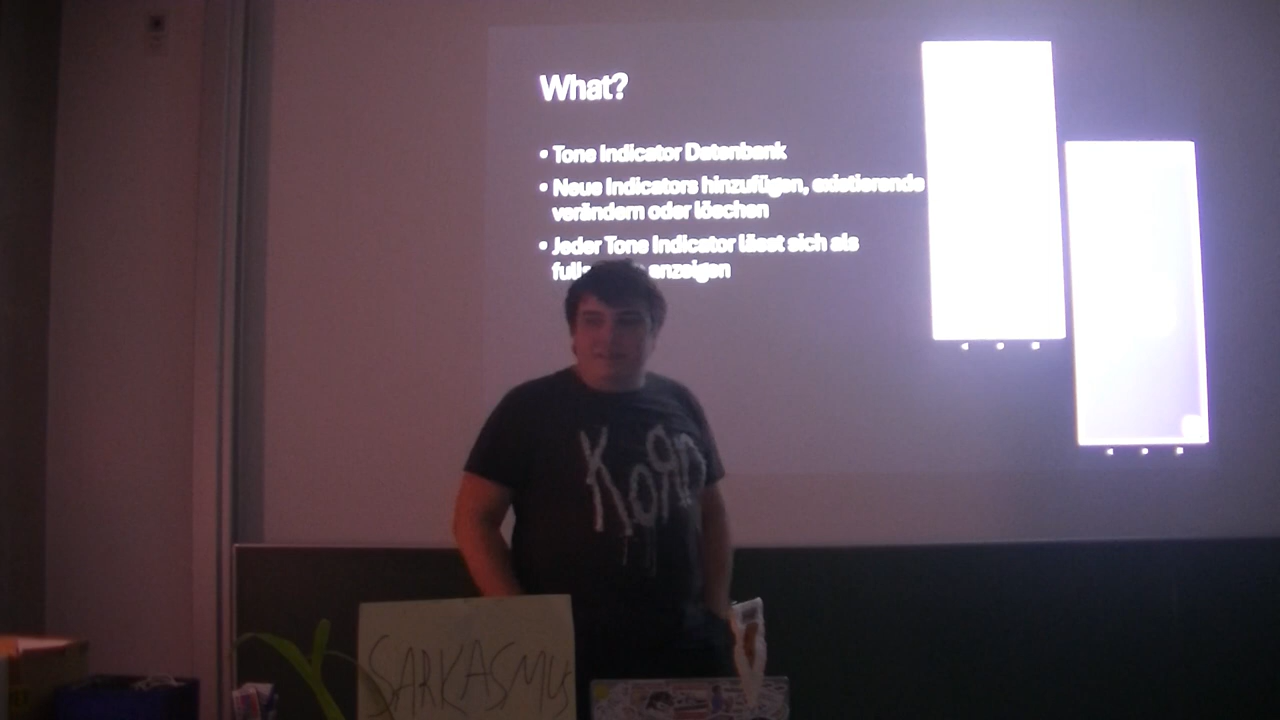 What?
• Tone Indicator Datenbank
• Neue Indicators hinzufügen, existierende
verändern oder löschen
• Jeder Tone Indicator lässt sich als
anzeigen
KoRn
SARKASMUS